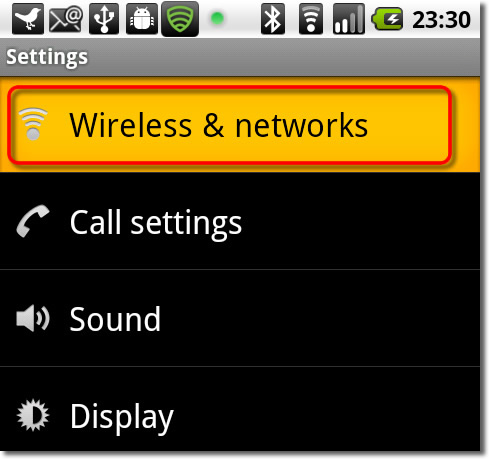 23:30
Settings
Wireless & networks
Call settings
Sound
Display